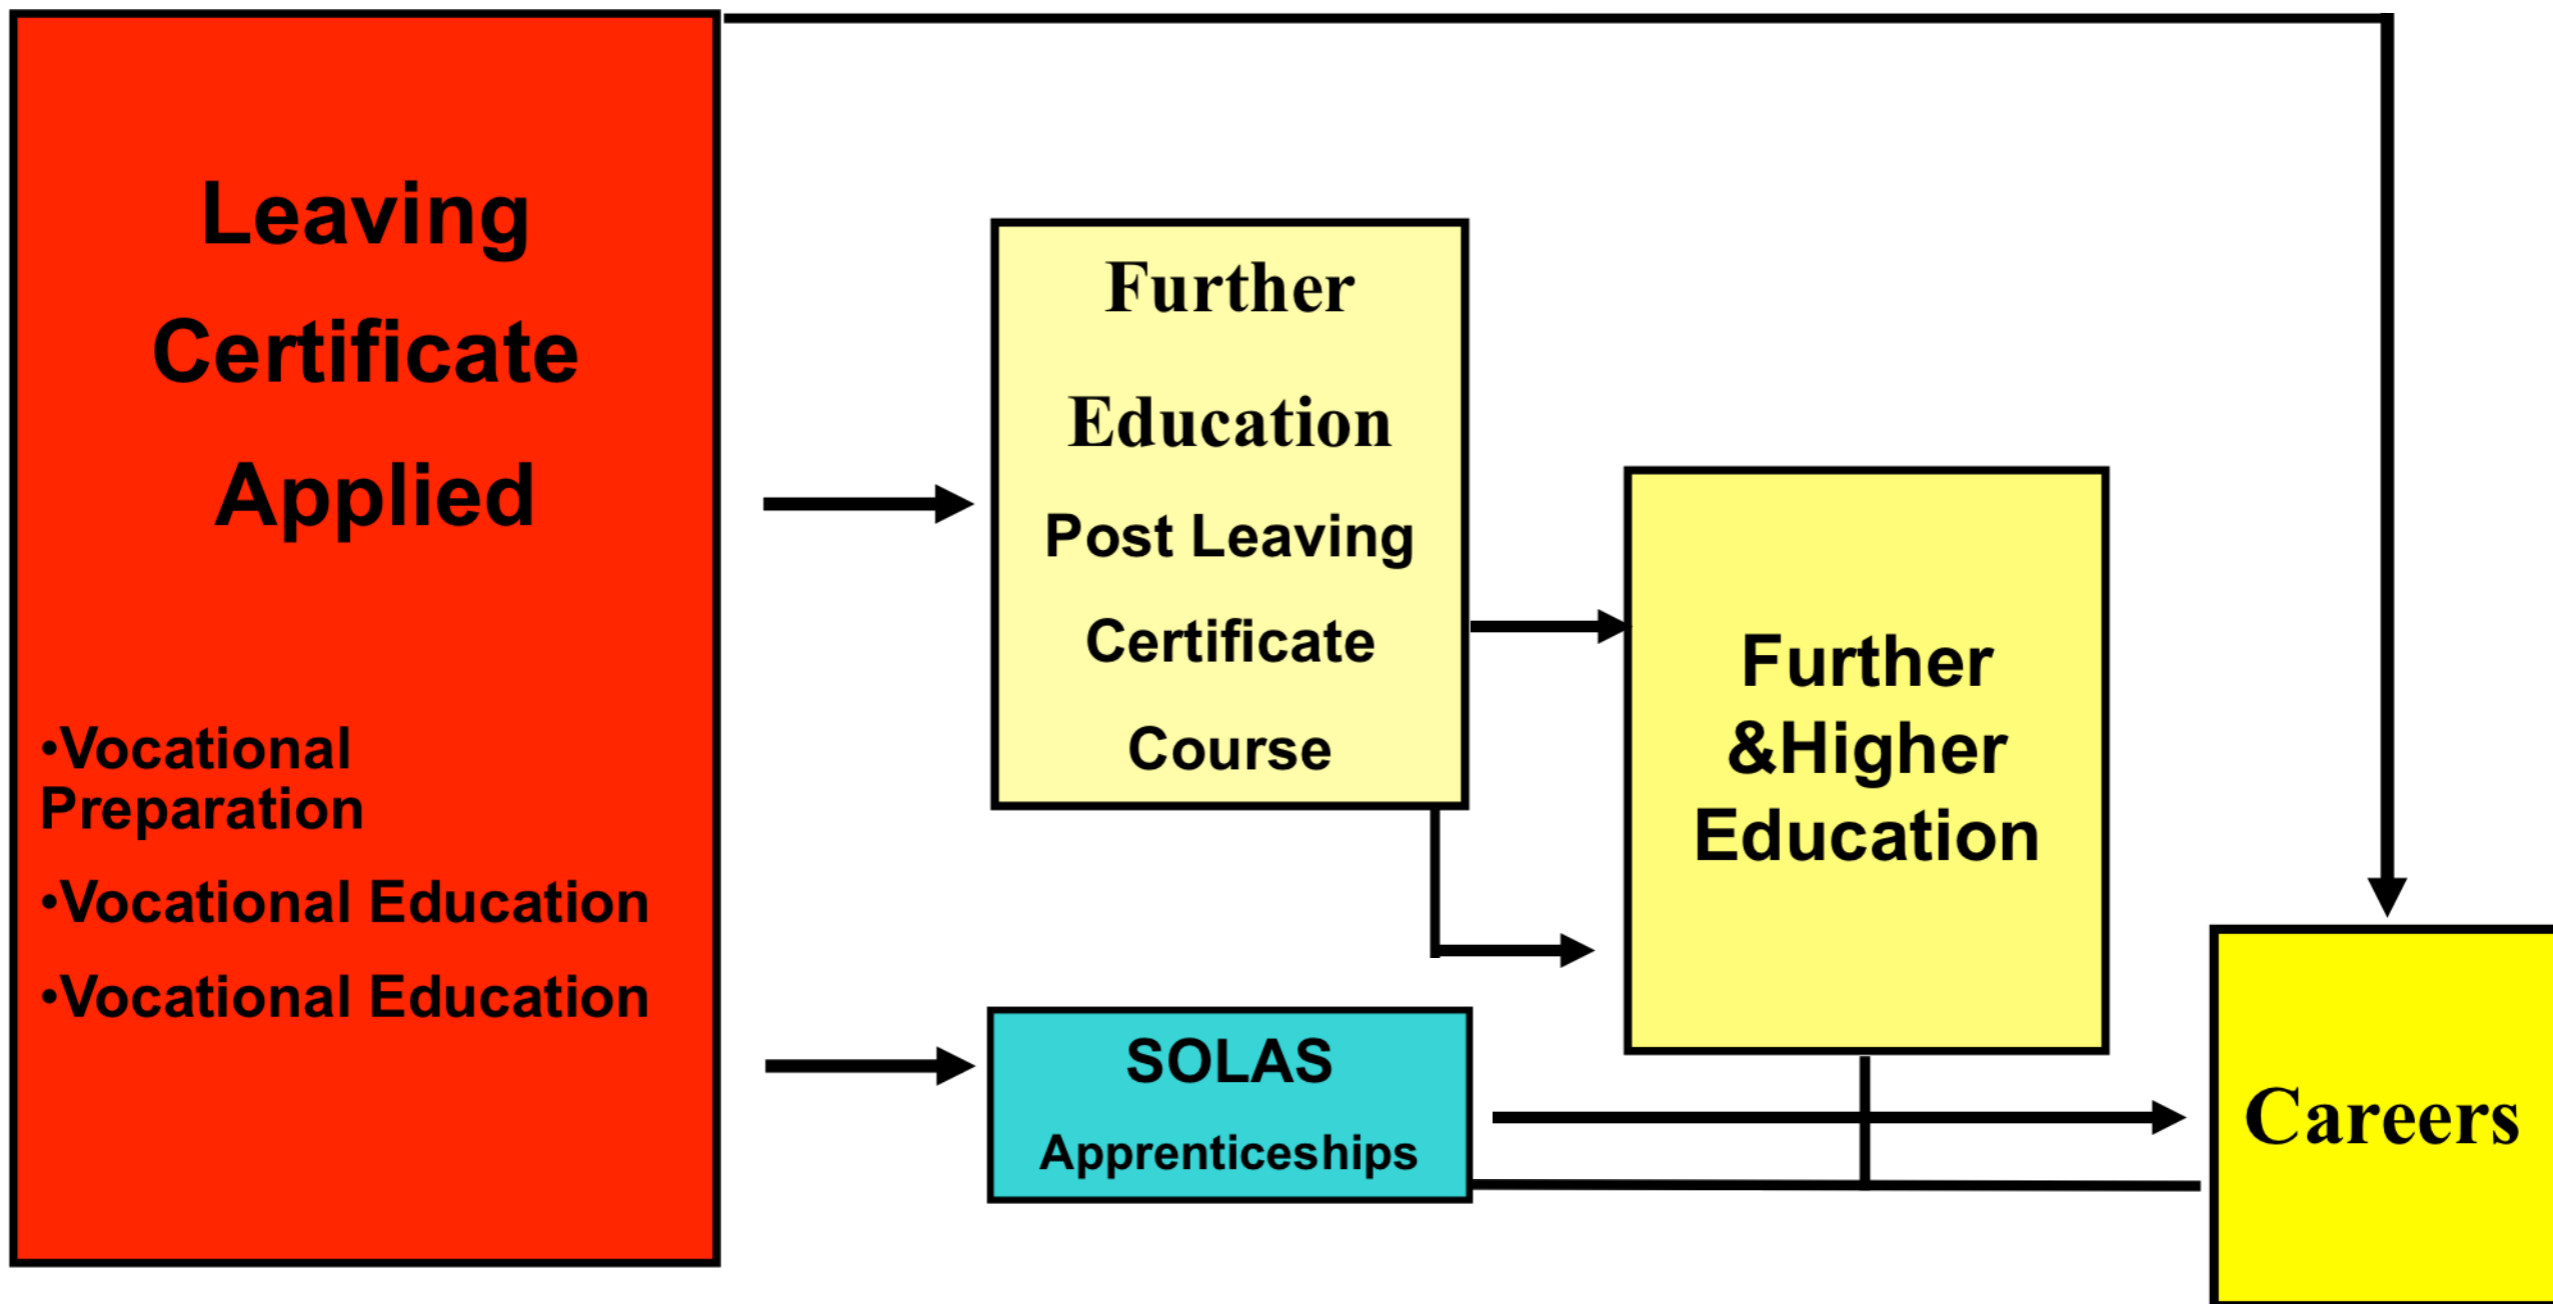 Leaving
Certificate
Applied
•Vocational
Preparation
•Vocational Education
•Vocational Education
Further
Education
Post Leaving
Certificate
Course
SOLAS
Apprenticeships
Further
&Higher
Education
Careers